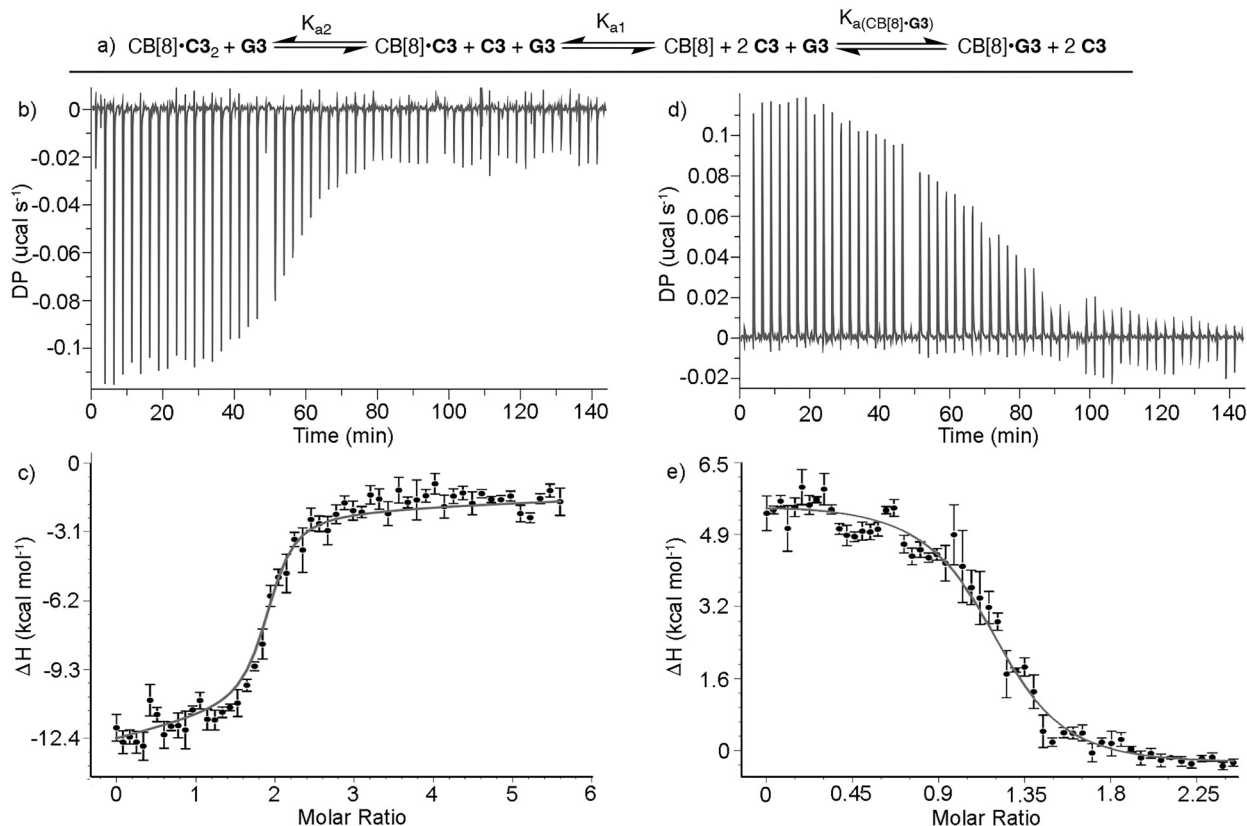 K_a2 K_a1 K_a(CB[8]•G3)
a) CB[8]•C3₂ + G3 CB[8]•C3 + C3 + G3 CB[8] + 2 C3 + G3 CB[8]•G3 + 2 C3
b)
0
-0.02
-0.04
-0.06
-0.08
-0.1
DP (ucal s⁻¹)
0 20 40 60 80 100 120 140
Time (min)
d)
0.1
0.08
0.06
0.04
0.02
0
-0.02
DP (ucal s⁻¹)
0 20 40 60 80 100 120 140
Time (min)
c)
0
-3.1
-6.2
-9.3
-12.4
ΔH (kcal mol⁻¹)
0 1 2 3 4 5 6
Molar Ratio
e)
6.5
4.9
3.2
1.6
0
ΔH (kcal mol⁻¹)
0 0.45 0.9 1.35 1.8 2.25
Molar Ratio